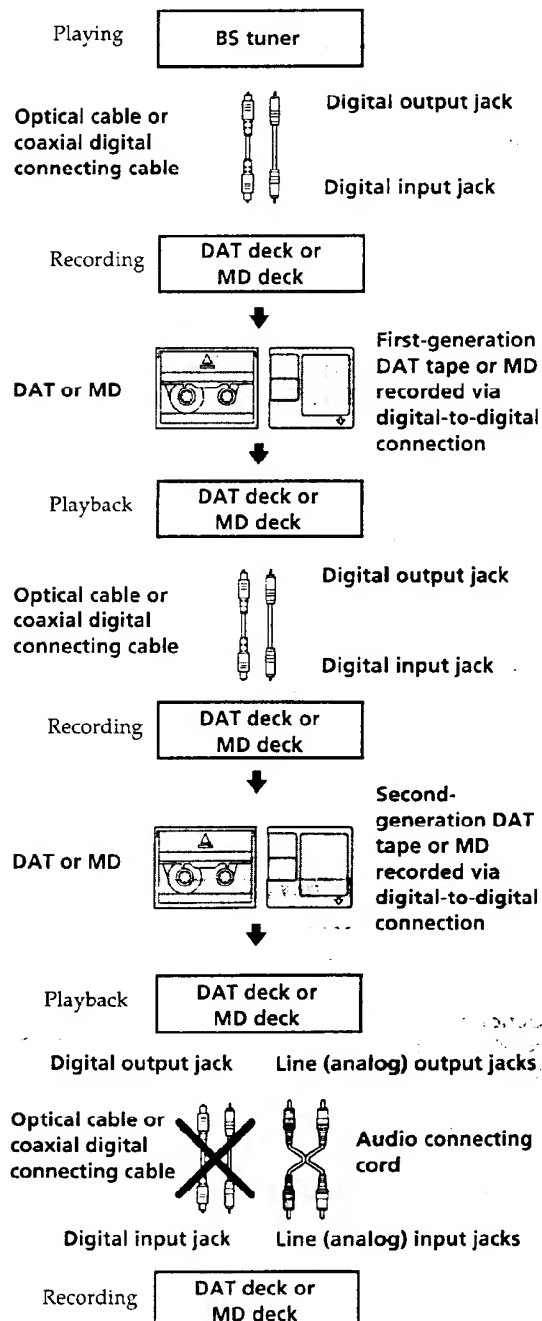 Playing
BS tuner
Optical cable or
coaxial digital
connecting cable
Digital output jack
Digital input jack
Recording
DAT deck or
MD deck
DAT or MD
First-generation
DAT tape or MD
recorded via
digital-to-digital
connection
Playback
DAT deck or
MD deck
Optical cable or
coaxial digital
connecting cable
Digital output jack
Digital input jack
Recording
DAT deck or
MD deck
DAT or MD
Second-
generation DAT
tape or MD
recorded via
digital-to-digital
connection
Playback
DAT deck or
MD deck
Digital output jack
Line (analog) output jacks
Optical cable or
coaxial digital
connecting cable
Audio connecting
cord
Digital input jack
Line (analog) input jacks
Recording
DAT deck or
MD deck